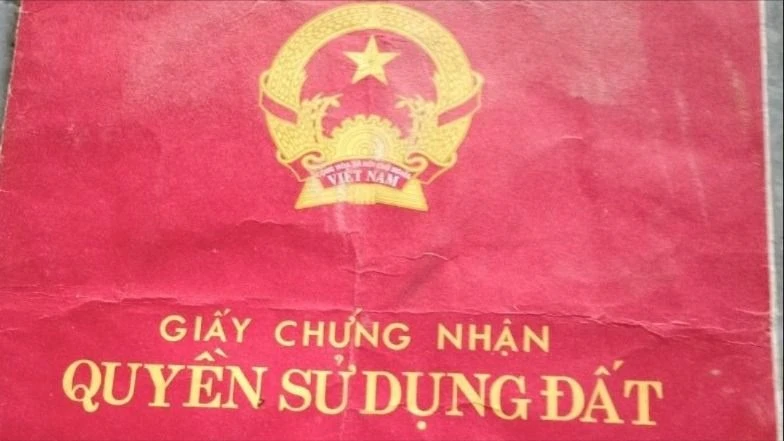 VIỆT NAM
GIẤY CHỨNG NHẬN
QUYỀN SỬ DỤNG ĐẤT